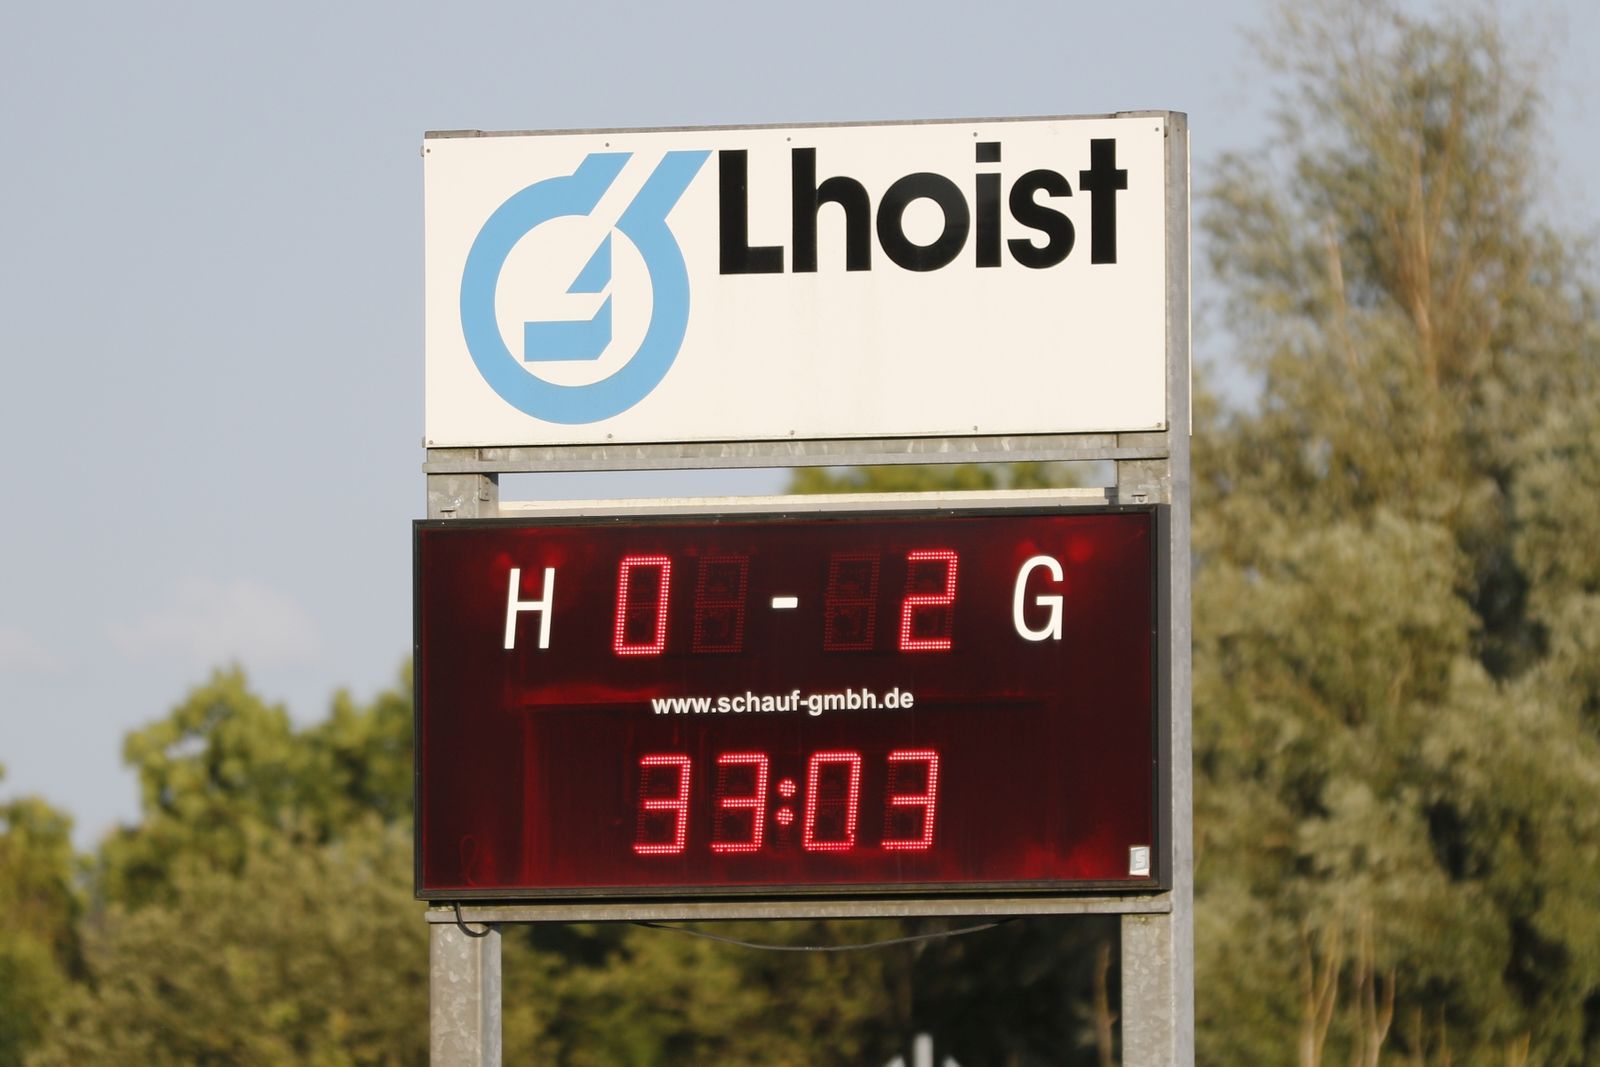 Lhoist
H 0 - 2 G
www.schauf-gmbh.de
33:03
S